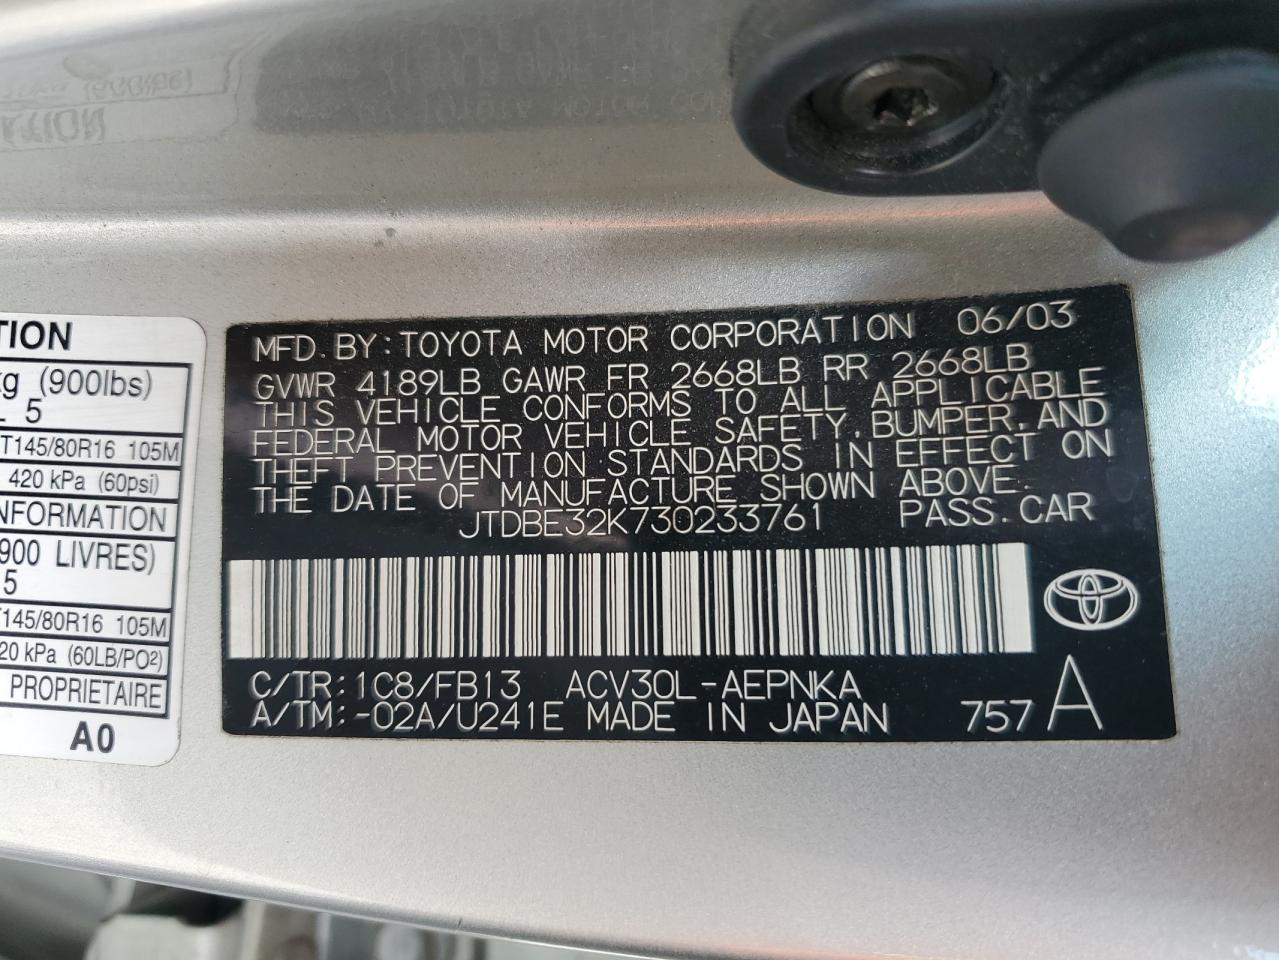 TION
kg (900lbs)
L 5
T145/80R16 105M
420 kPa (60psi)
NFORMATION
900 LIVRES)
5
T145/80R16 105M
20 kPa (60LB/PO²)
PROPRIETAIRE
A0
MFD. BY: TOYOTA MOTOR CORPORATION 06/03
GVWR 4189LB GAWR FR 2668LB RR 2668LB
THIS VEHICLE CONFORMS TO ALL APPLICABLE
FEDERAL MOTOR VEHICLE SAFETY, BUMPER, AND
THEFT PREVENTION STANDARDS IN EFFECT ON
THE DATE OF MANUFACTURE SHOWN ABOVE.
JTDBE32K730233761 PASS. CAR
C/TR: 1C8/FB13 ACV30L-AEPNKA
A/TM: -02A/U241E MADE IN JAPAN 757 A